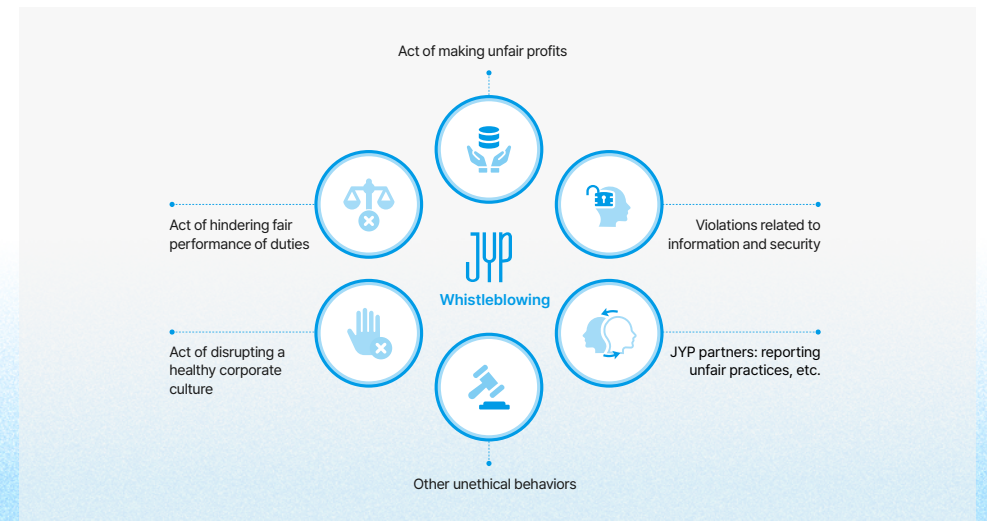 Act of making unfair profits
Act of hindering fair
performance of duties
Violations related to
information and security
JYP
Whistleblowing
Act of disrupting a
healthy corporate
culture
JYP partners: reporting
unfair practices, etc.
Other unethical behaviors